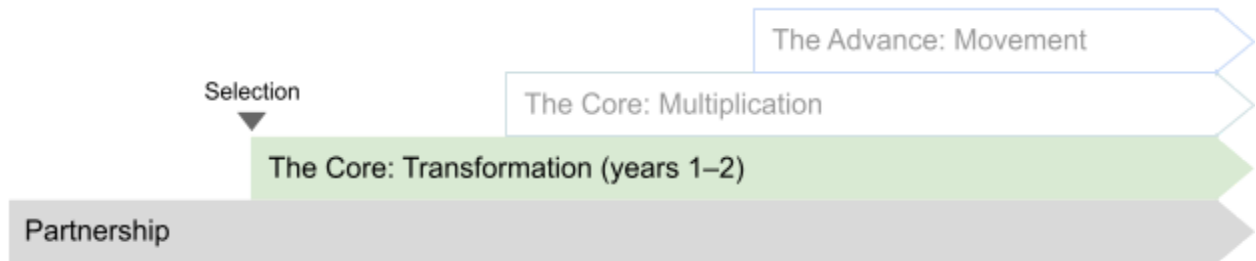 The Advance: Movement
Selection
The Core: Multiplication
The Core: Transformation (years 1–2)
Partnership